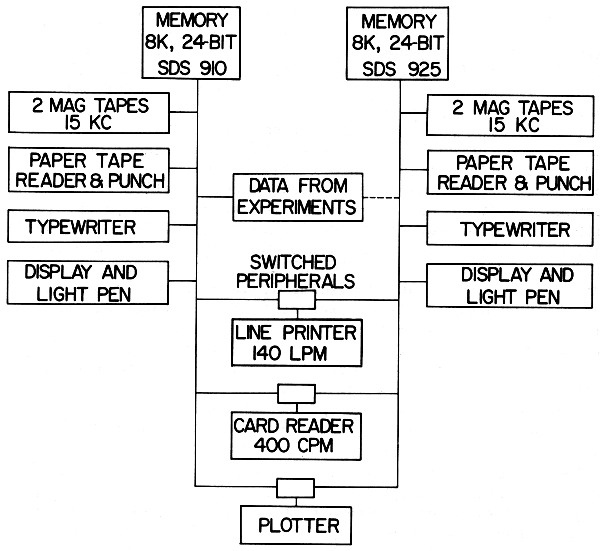 MEMORY
8K, 24-BIT
SDS 910
MEMORY
8K, 24-BIT
SDS 925
2 MAG TAPES
15 KC
2 MAG TAPES
15 KC
PAPER TAPE
READER & PUNCH
DATA FROM
EXPERIMENTS
PAPER TAPE
READER & PUNCH
TYPEWRITER
TYPEWRITER
DISPLAY AND
LIGHT PEN
SWITCHED
PERIPHERALS
DISPLAY AND
LIGHT PEN
LINE PRINTER
140 LPM
CARD READER
400 CPM
PLOTTER